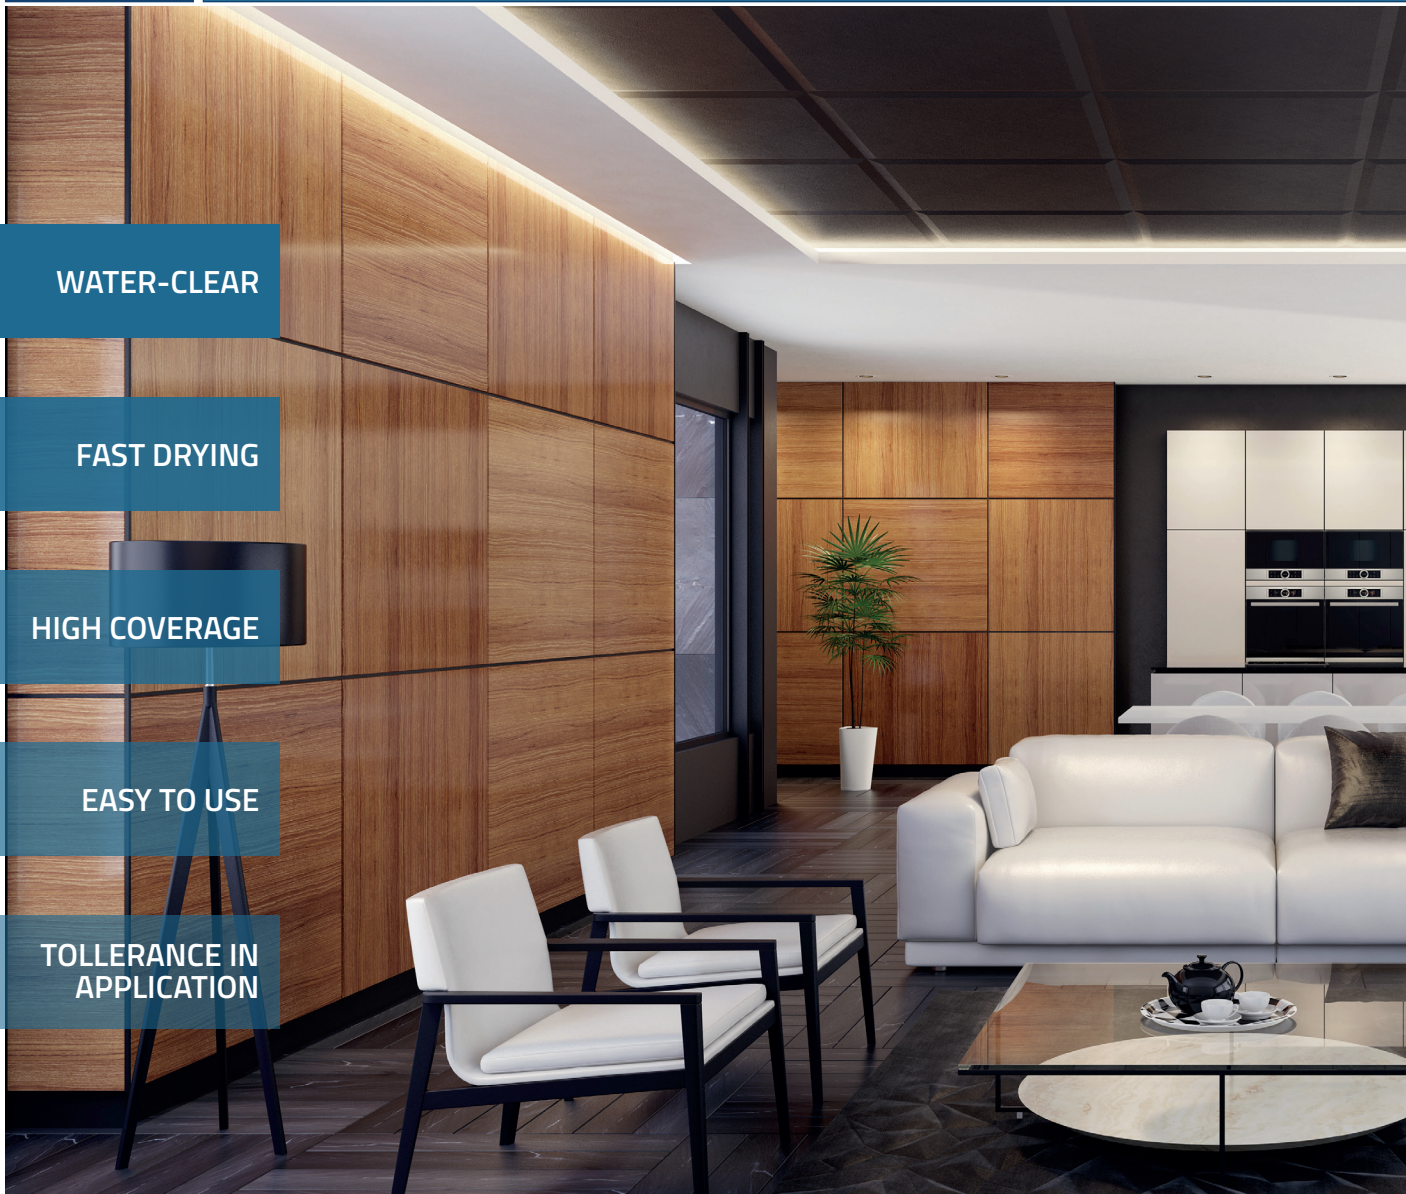 WATER-CLEAR
FAST DRYING
HIGH COVERAGE
EASY TO USE
TOLLERANCE IN
APPLICATION